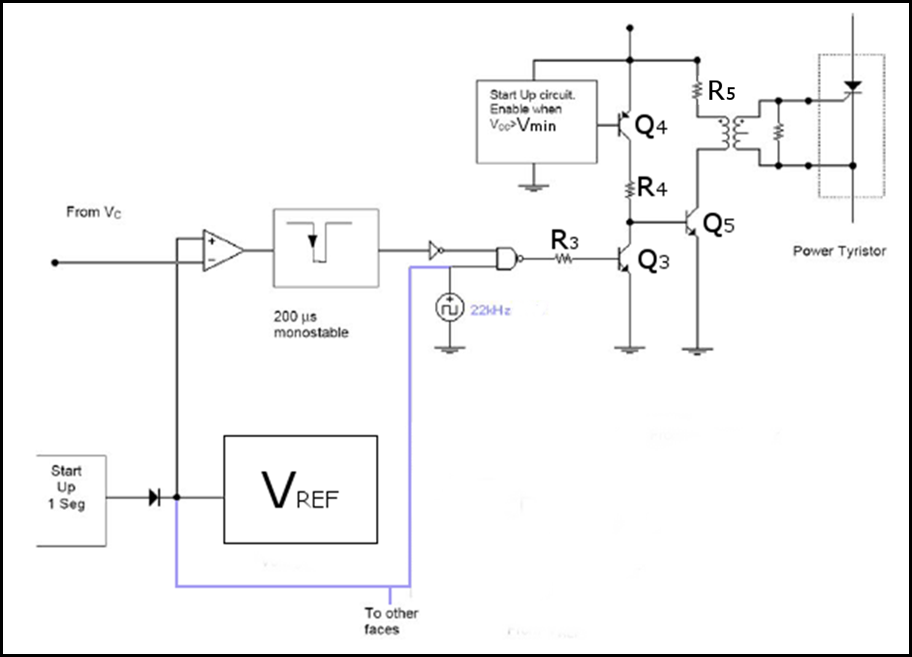 Start Up circuit.
Enable when
Vcc>Vmin
R5
Q4
R4
From Vc
Q5
R3
Q3
Power Tyristor
+
−
200 µs
monostable
22kHz
Start
Up
1 Seg
VREF
To other
faces